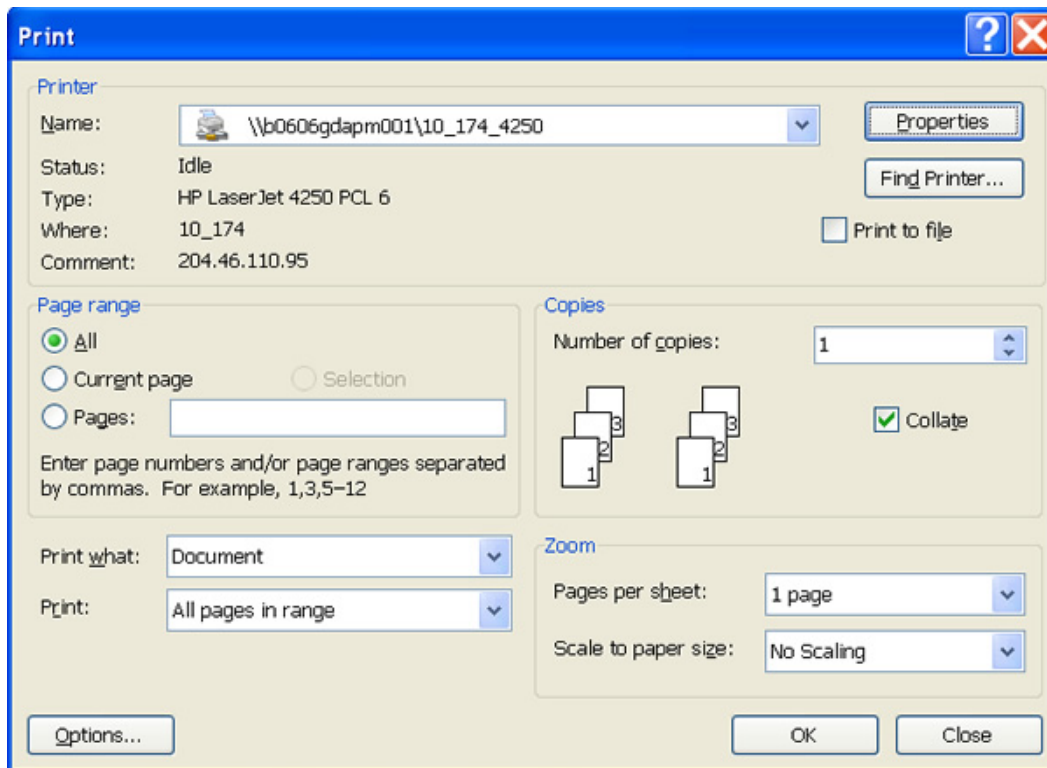 Print
Printer
Name: \\b0606gdapm001\10_174_4250 Properties
Status: Idle
Find Printer...
Type: HP LaserJet 4250 PCL 6
Where: 10_174 Print to file
Comment: 204.46.110.95
Page range
All
Current page Selection
Pages:
Enter page numbers and/or page ranges separated
by commas. For example, 1,3,5–12
Copies
Number of copies: 1
3 3
2 2
1 1
Collate
Print what: Document
Print: All pages in range
Zoom
Pages per sheet: 1 page
Scale to paper size: No Scaling
Options... OK Close